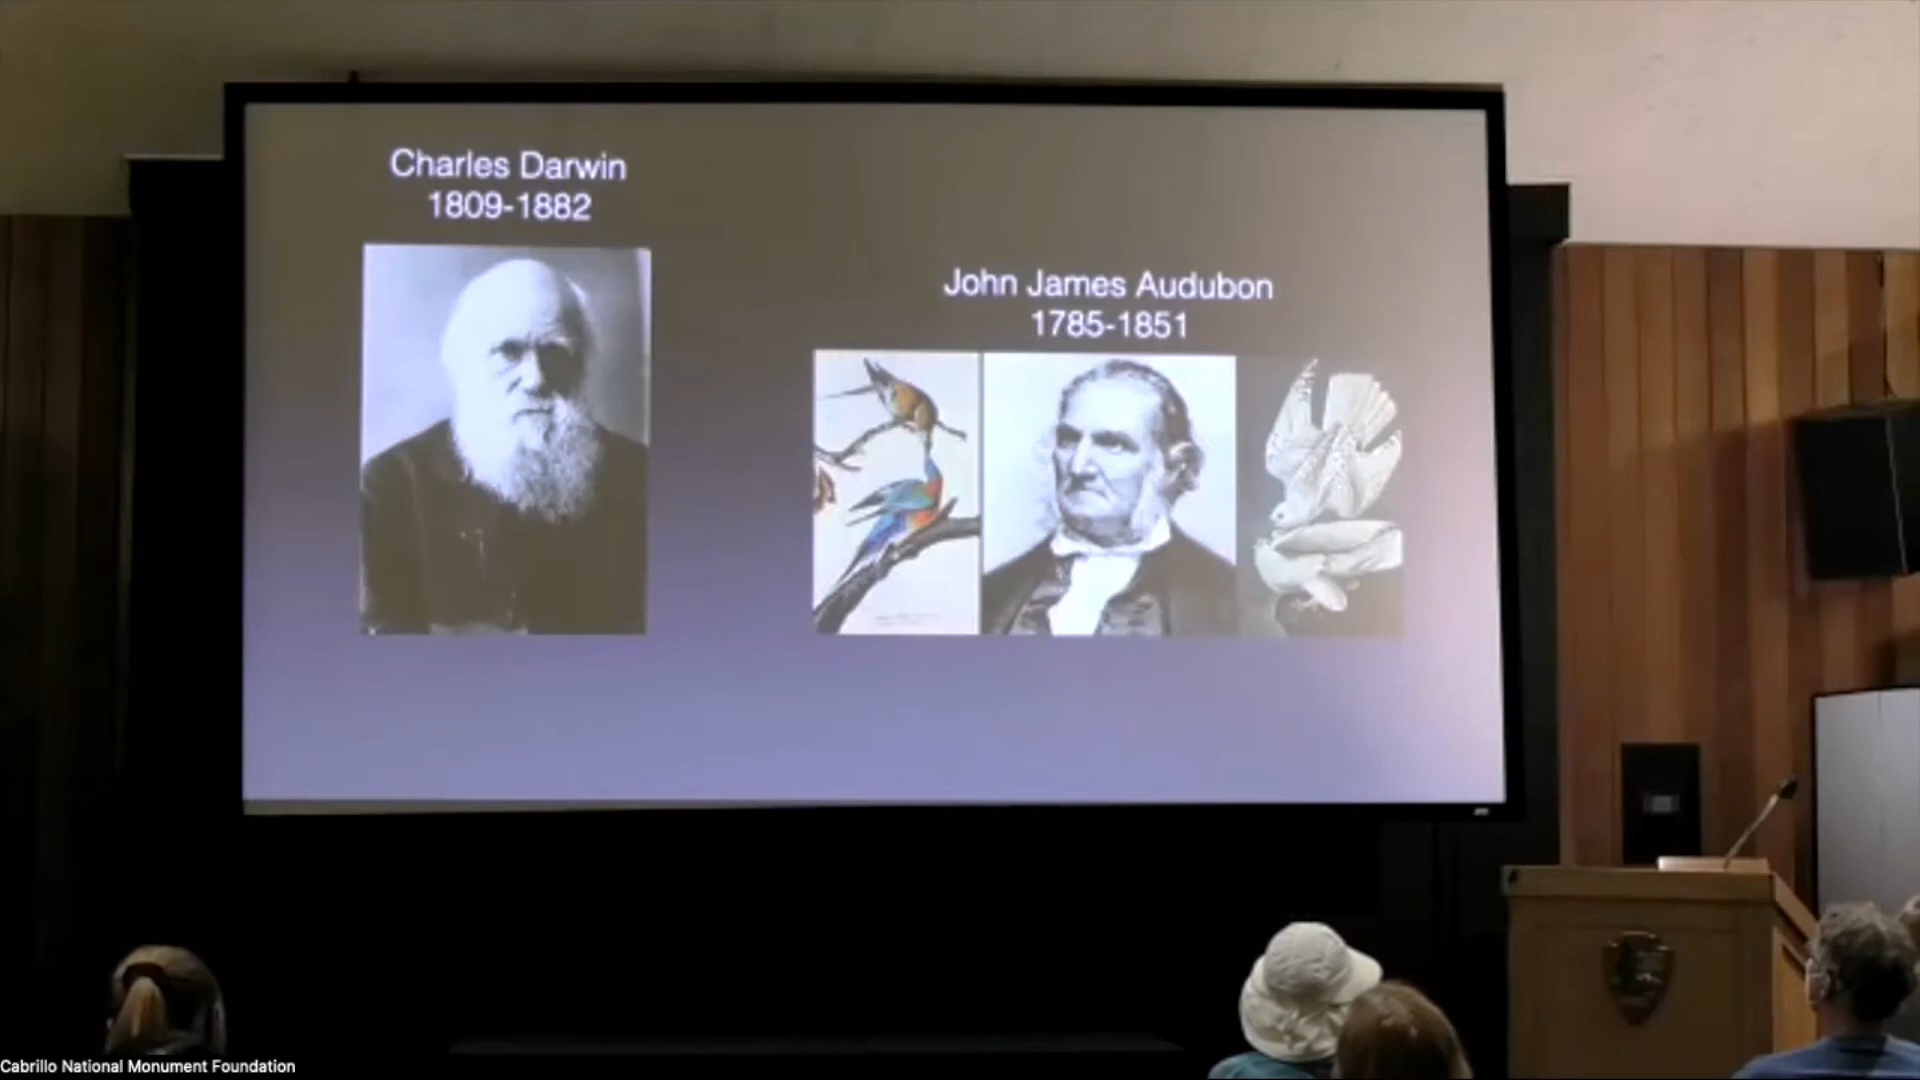 Charles Darwin
1809-1882
John James Audubon
1785-1851
Cabrillo National Monument Foundation